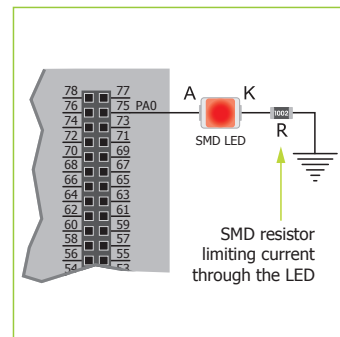 78 77
76 75 PA0
74 73
72 71
70 69
68 67
66 65
64 63
62 61
60 59
58 57
56 55
54 53
A K
SMD LED
1002
R
SMD resistor
limiting current
through the LED